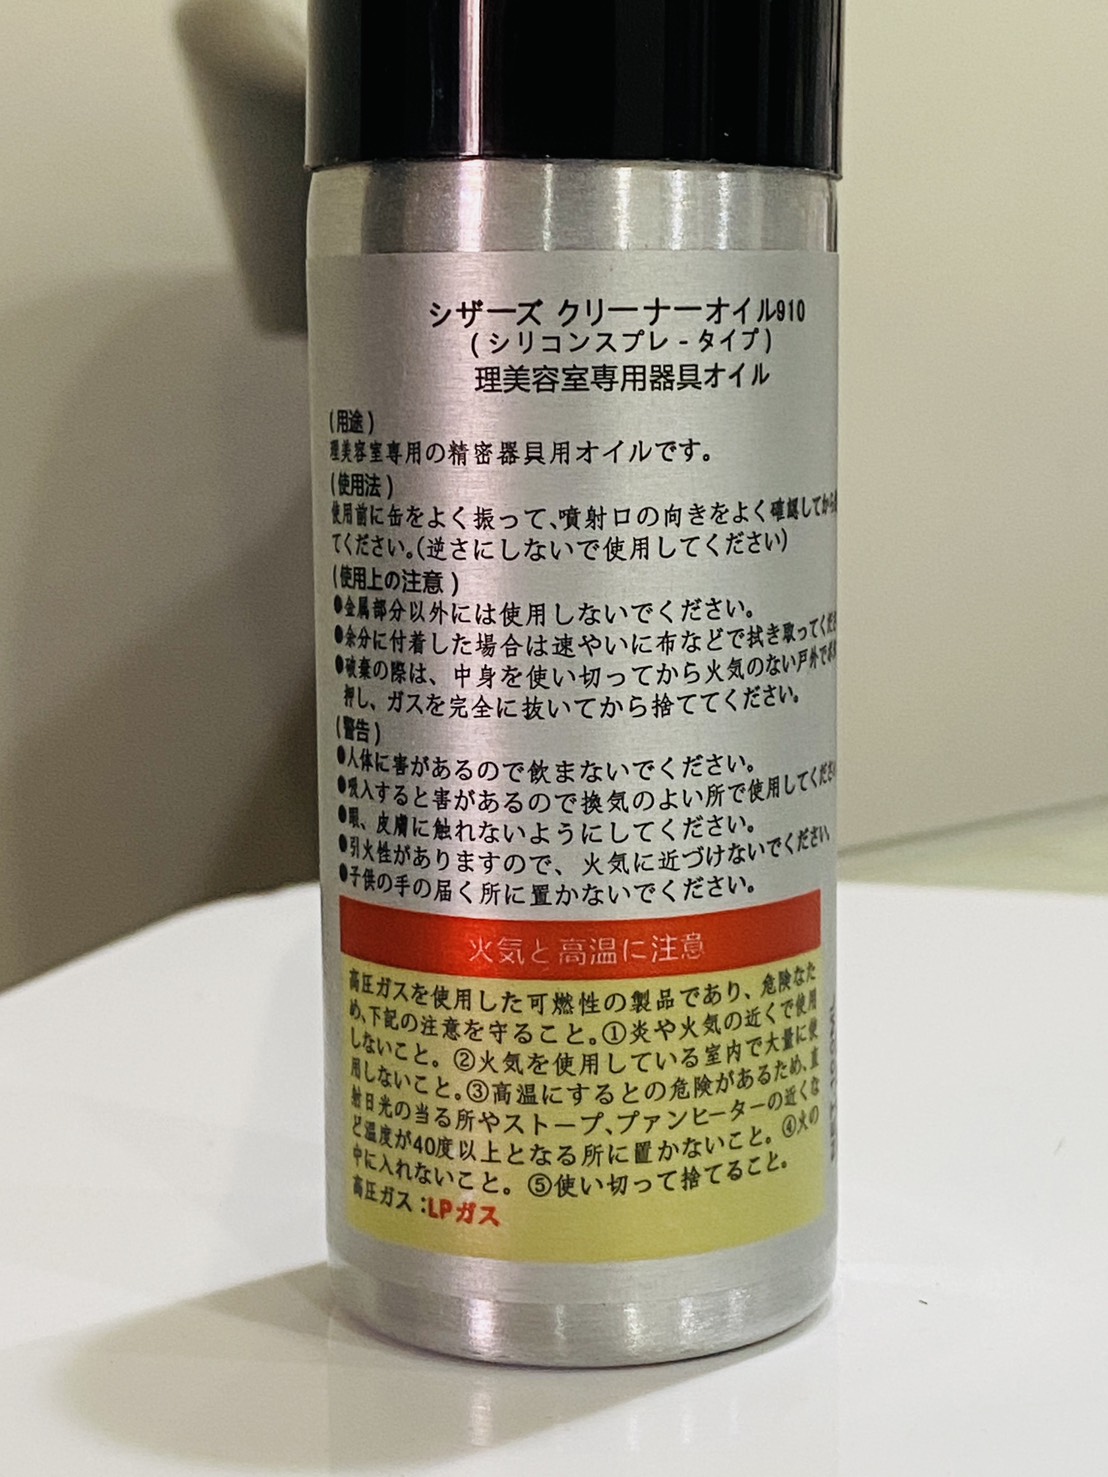 シザーズ クリーナーオイル910
(シリコンスプレ-タイプ)
理美容室専用器具オイル
(用途)
理美容室専用の精密器具用オイルです。
(使用法)
使用前に缶をよく振って、噴射口の向きをよく確認してから
てください。(逆さにしないで使用してください)
(使用上の注意)
●金属部分以外には使用しないでください。
●余分に付着した場合は速やいに布などで拭き取ってくだ
●破棄の際は、中身を使い切ってから火気のない戸外で
押し、ガスを完全に抜いてから捨ててください。
(警告)
●人体に害があるので飲まないでください。
●吸入すると害があるので換気のよい所で使用してください
●眼、皮膚に触れないようにしてください。
●引火性がありますので、火気に近づけないでください
●子供の手の届く所に置かないでください。
火気と高温に注意
高圧ガスを使用した可燃性の製品であり、危険なた
め、下記の注意を守ること。①炎や火気の近くで使用
しないこと。②火気を使用している室内で大量に使
用しないこと。③高温にするとの危険があるため、直
射日光の当る所やストーブ、ファンヒーターの近くな
ど温度が40度以上となる所に置かないこと。④火の
中に入れないこと。⑤使い切って捨てること。
高圧ガス:LPガス